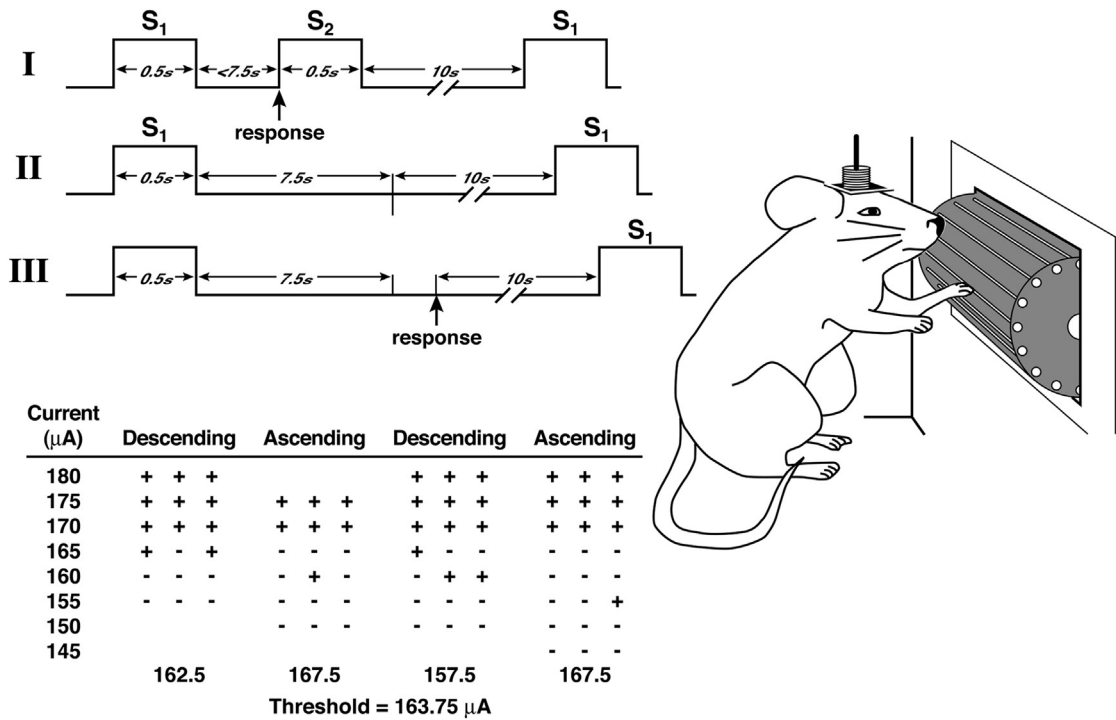 S₁ S₂ S₁
I 0.5s <7.5s 0.5s 10s
response
S₁ S₁
II 0.5s 7.5s 10s
S₁
III 0.5s 7.5s 10s
response
Current
(µA) Descending Ascending Descending Ascending
180 + + + + + + + + +
175 + + + + + + + + + + + +
170 + + + + + + + + + + + +
165 + - + - - - + - - - - -
160 - - - - + - - + + - - -
155 - - - - - - - - - - - +
150 - - - - - -
145 - - -
162.5 167.5 157.5 167.5
Threshold = 163.75 µA